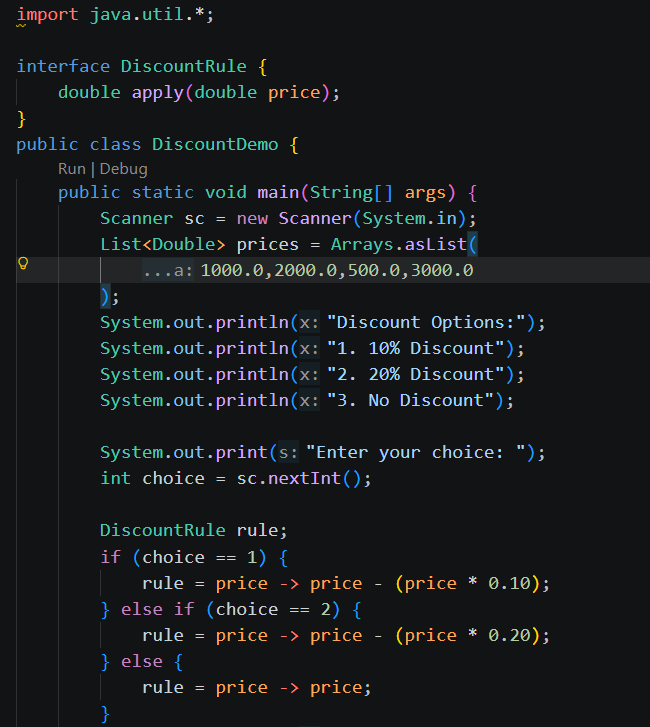 import java.util.*;
interface DiscountRule {
double apply(double price);
}
public class DiscountDemo {
Run | Debug
public static void main(String[] args) {
Scanner sc = new Scanner(System.in);
List<Double> prices = Arrays.asList(
...a: 1000.0,2000.0,500.0,3000.0
);
System.out.println(x: "Discount Options:");
System.out.println(x: "1. 10% Discount");
System.out.println(x: "2. 20% Discount");
System.out.println(x: "3. No Discount");
System.out.print(s: "Enter your choice: ");
int choice = sc.nextInt();
DiscountRule rule;
if (choice == 1) {
rule = price -> price - (price * 0.10);
} else if (choice == 2) {
rule = price -> price - (price * 0.20);
} else {
rule = price -> price;
}